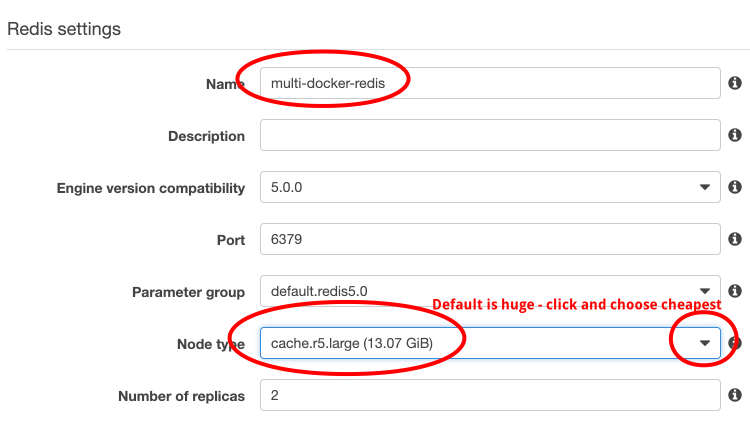 Redis settings
Name multi-docker-redis
Description
Engine version compatibility 5.0.0
Port 6379
Parameter group default.redis5.0
Default is huge - click and choose cheapest
Node type cache.r5.large (13.07 GiB)
Number of replicas 2